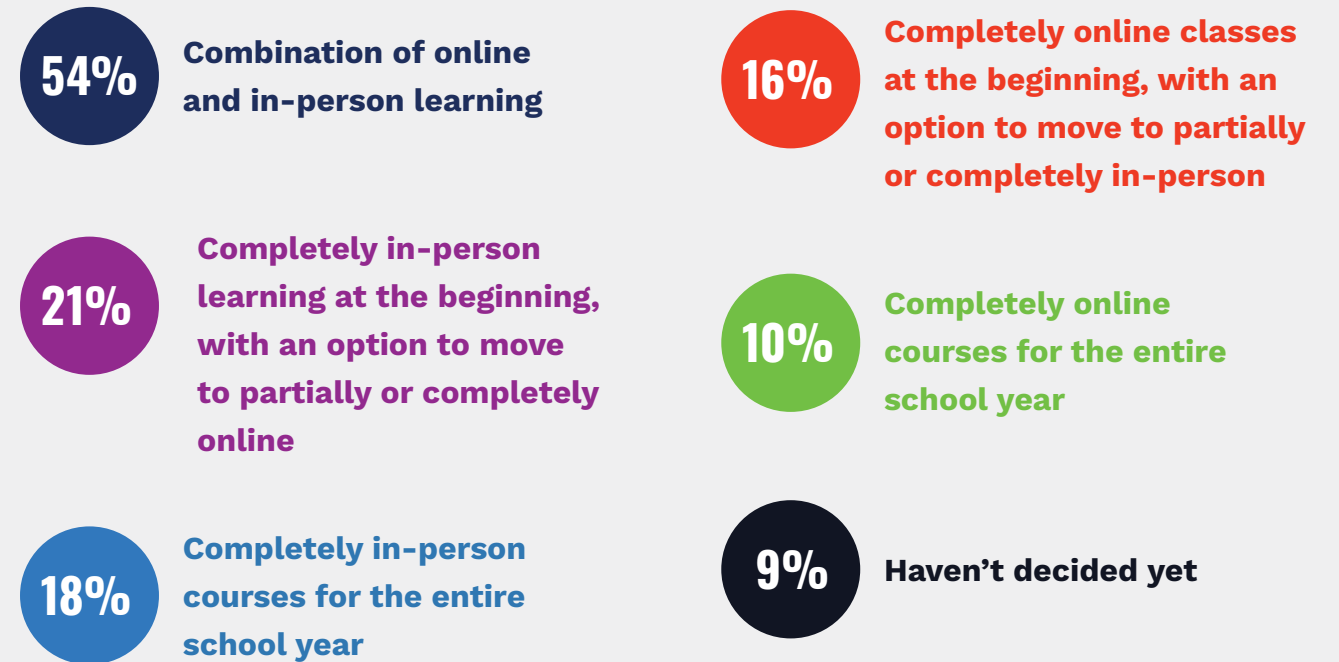 54%
Combination of online
and in-person learning
21%
Completely in-person
learning at the beginning,
with an option to move
to partially or completely
online
18%
Completely in-person
courses for the entire
school year
16%
Completely online classes
at the beginning, with an
option to move to partially
or completely in-person
10%
Completely online
courses for the entire
school year
9%
Haven’t decided yet